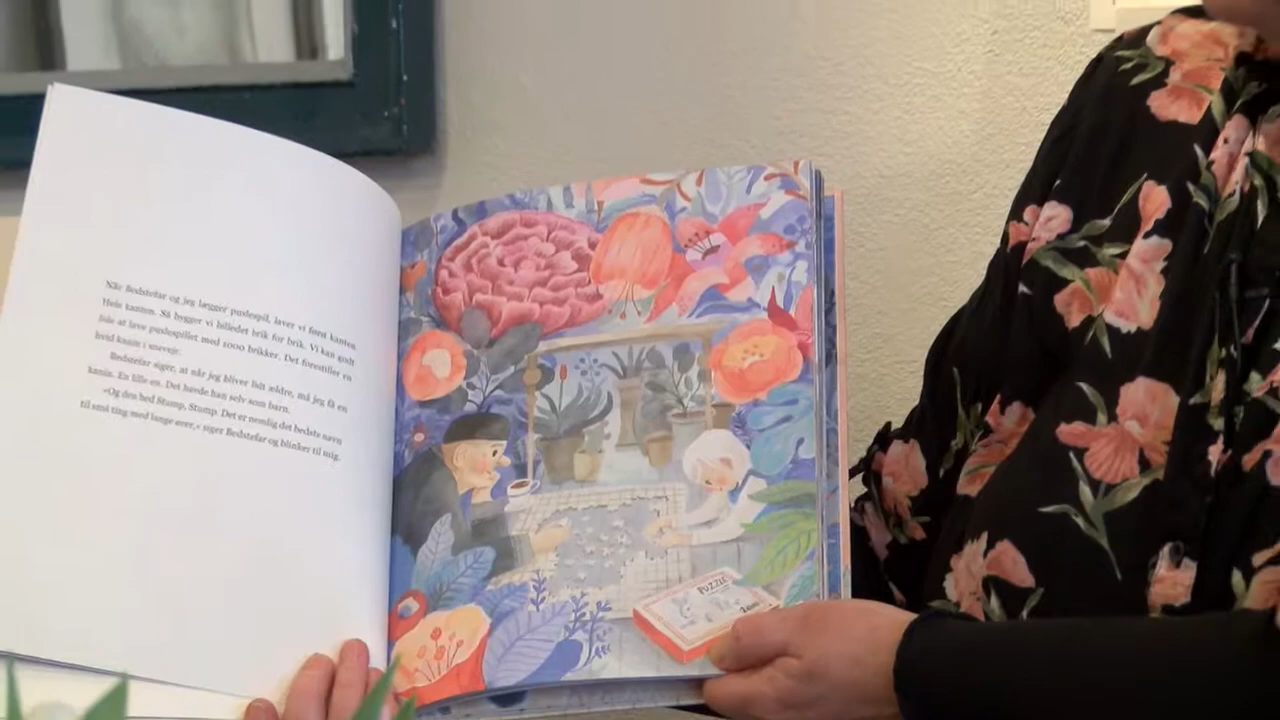 Når Bedstefar og jeg lægger puslespil, laver vi først kanten.
Hele kanten. Så bygger vi billedet brik for brik. Vi kan godt
lide at lave puslespillet med 1000 brikker. Det forestiller en
hvid kanin i snevejr.
Bedstefar siger, at når jeg bliver lidt ældre, må jeg få en
kanin. En lille en. Det havde han selv som barn.
»Og den hed Stump, Stump. Det er nemlig det bedste navn
til små ting med lange ører,« siger Bedstefar og blinker til mig.
PUZZLE
1000